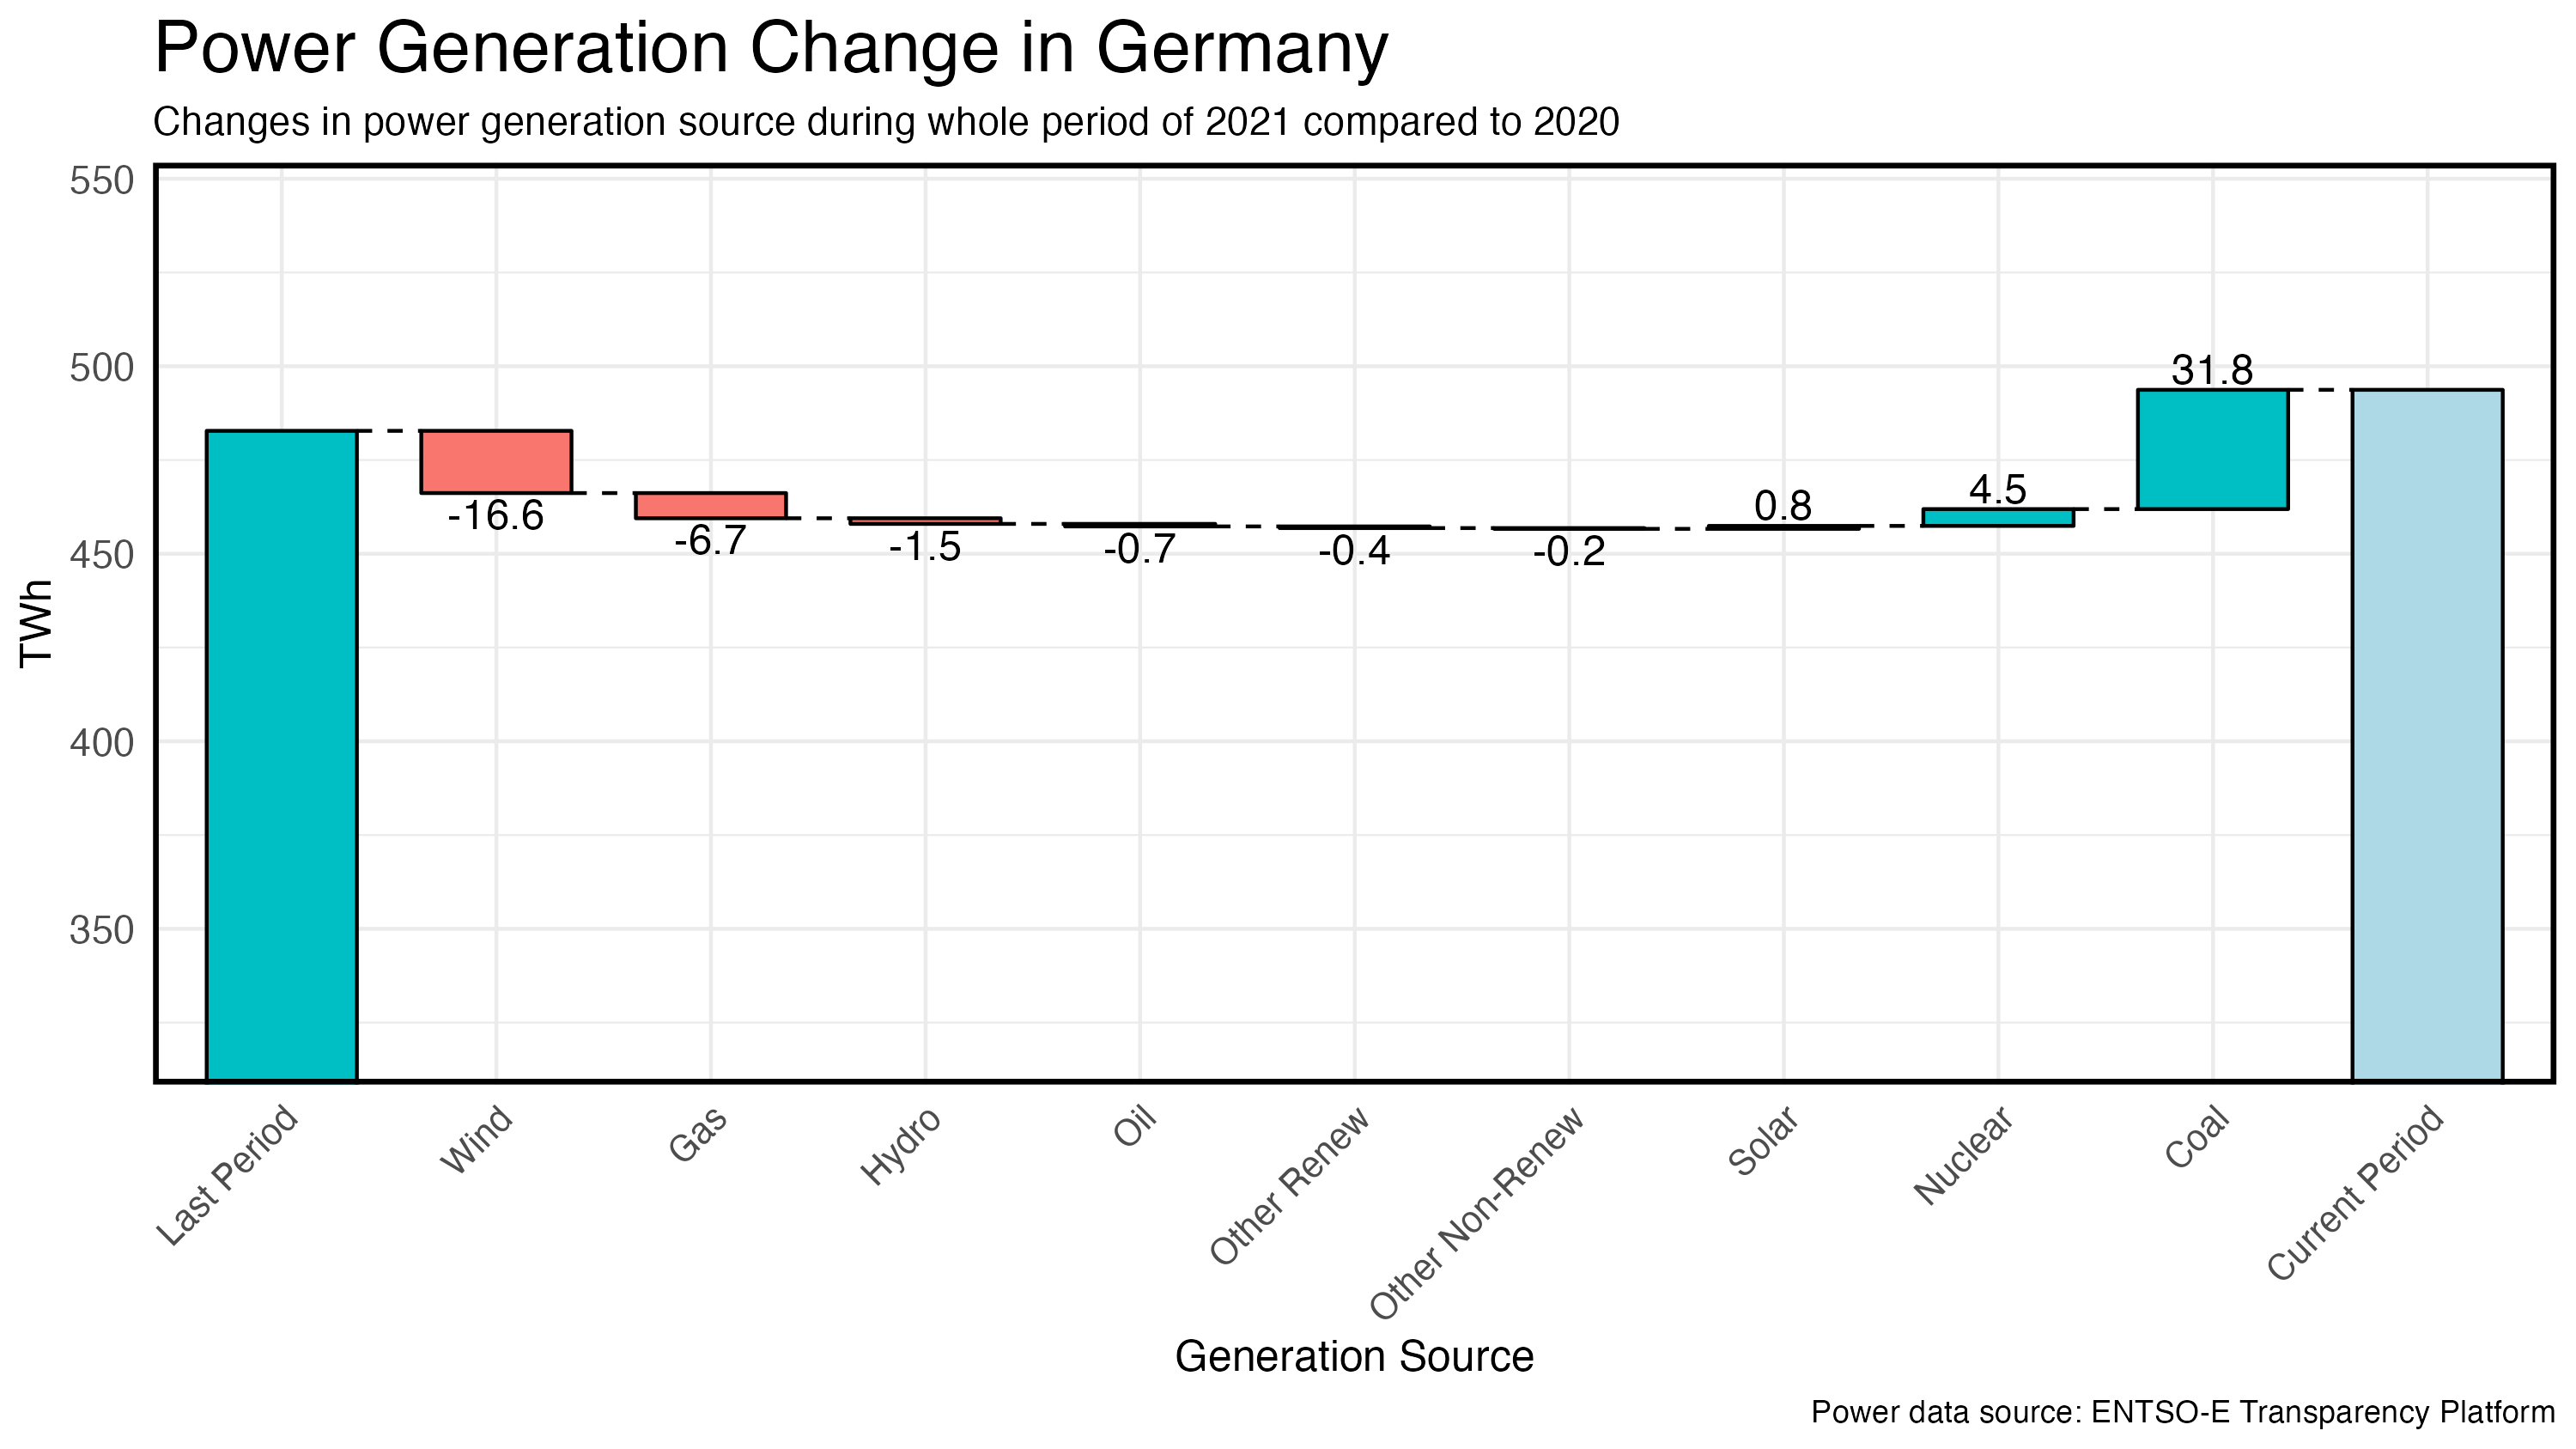 Power Generation Change in Germany
Changes in power generation source during whole period of 2021 compared to 2020
550
500
450
400
350
TWh
-16.6
-6.7
-1.5
-0.7
-0.4
-0.2
0.8
4.5
31.8
Last Period
Wind
Gas
Hydro
Oil
Other Renew
Other Non-Renew
Solar
Nuclear
Coal
Current Period
Generation Source
Power data source: ENTSO-E Transparency Platform